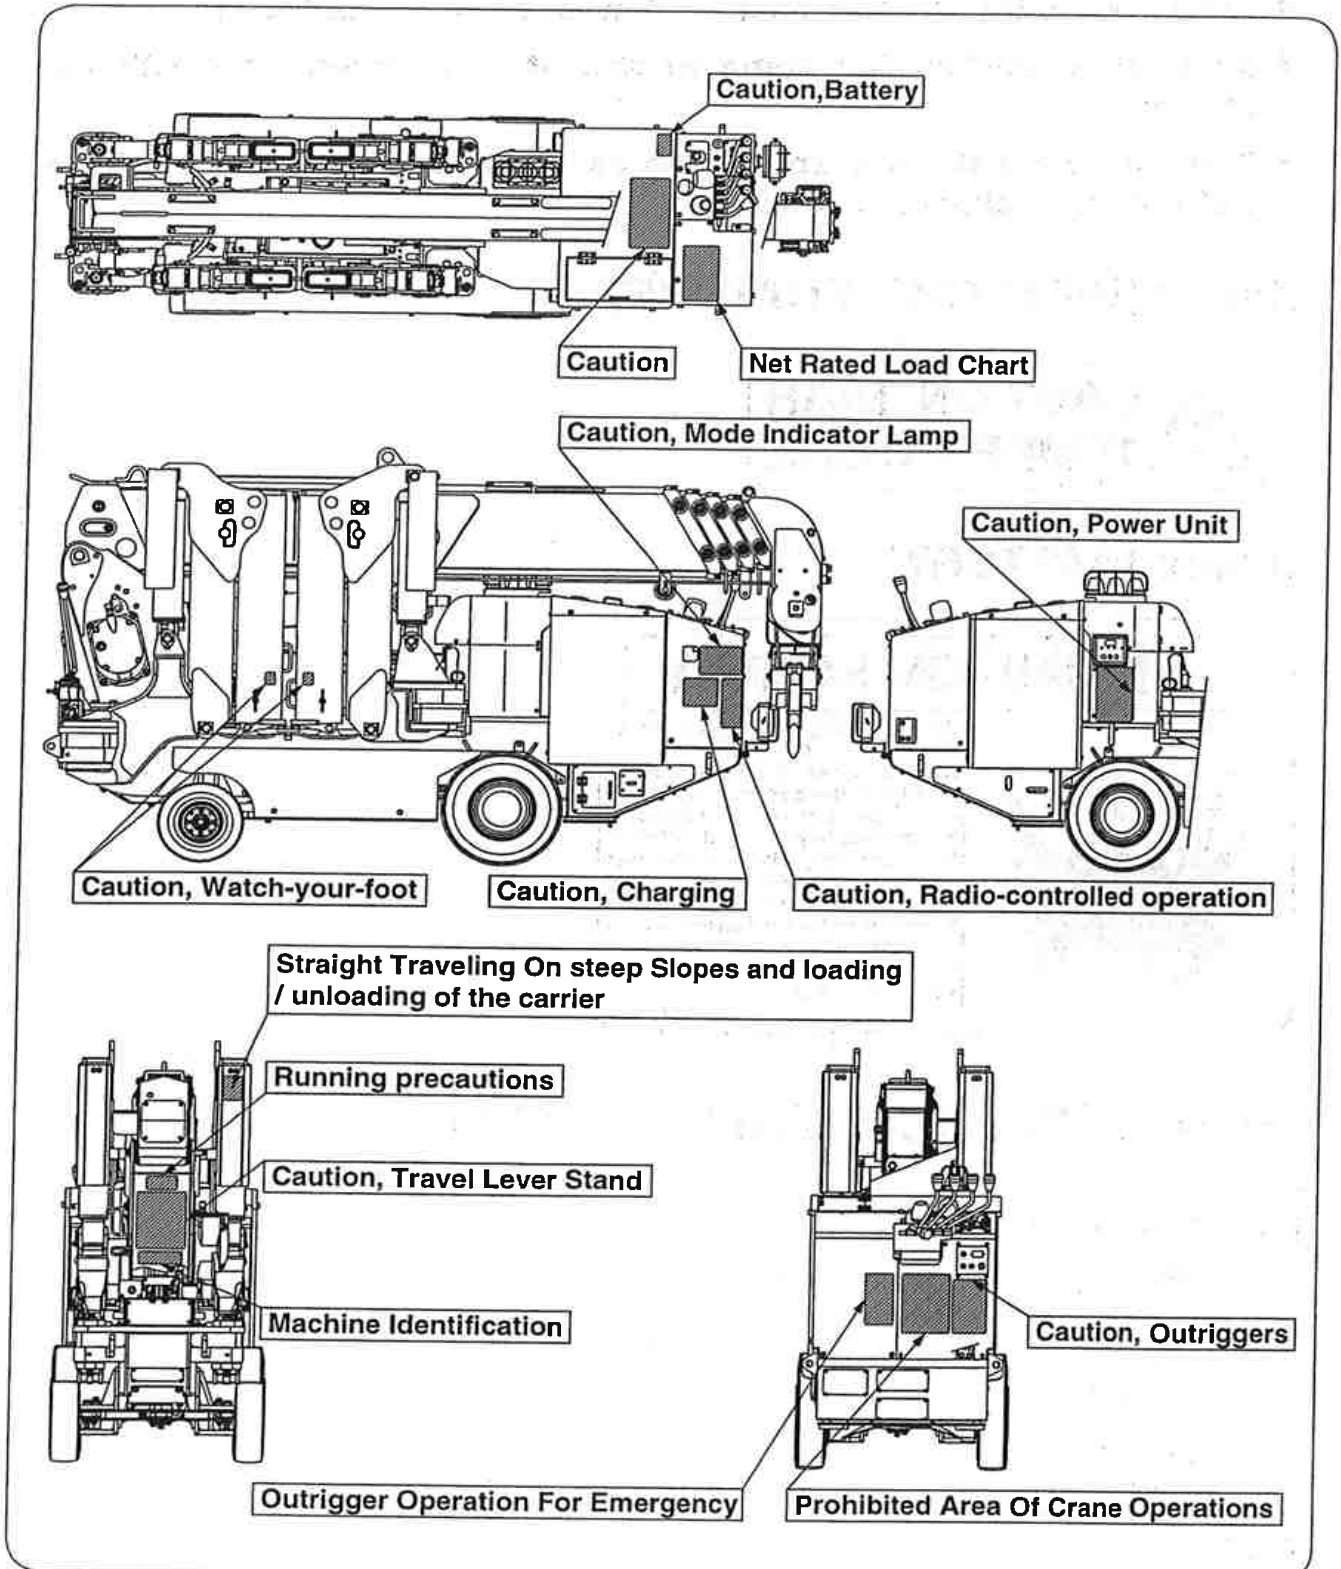 Caution,Battery
Caution
Net Rated Load Chart
Caution, Mode Indicator Lamp
Caution, Power Unit
Caution, Watch-your-foot
Caution, Charging
Caution, Radio-controlled operation
Straight Traveling On steep Slopes and loading
/ unloading of the carrier
Running precautions
Caution, Travel Lever Stand
Machine Identification
Caution, Outriggers
Outrigger Operation For Emergency
Prohibited Area Of Crane Operations